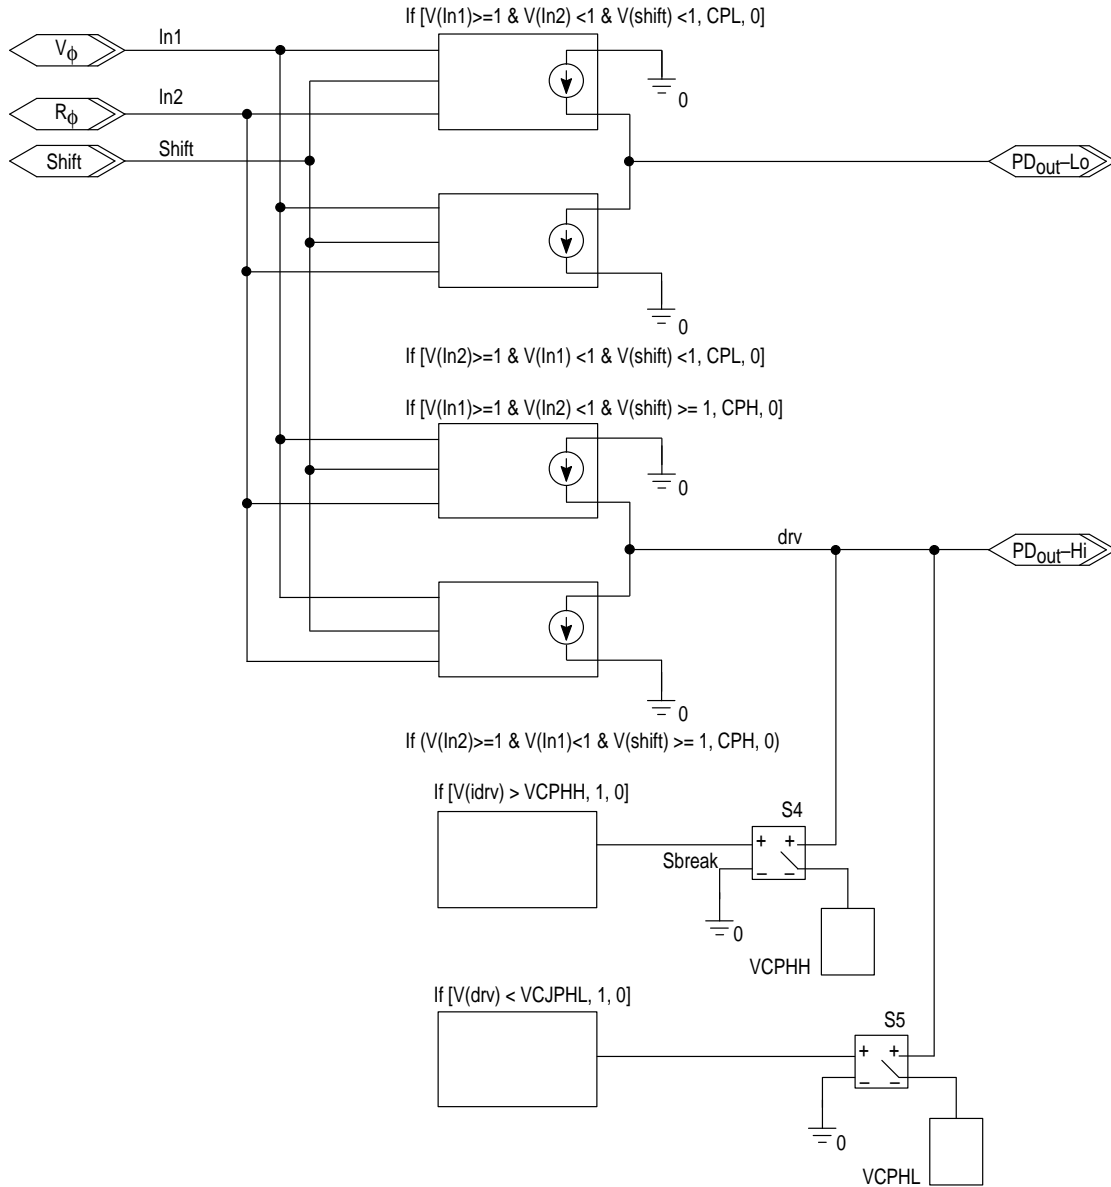 If [V(In1)>=1 & V(In2) <1 & V(shift) <1, CPL, 0]
Vϕ
In1
0
Rϕ
In2
Shift
Shift
PDout–Lo
0
If [V(In2)>=1 & V(In1) <1 & V(shift) <1, CPL, 0]
If [V(In1)>=1 & V(In2) <1 & V(shift) >= 1, CPH, 0]
0
drv
PDout–Hi
0
If (V(In2)>=1 & V(In1)<1 & V(shift) >= 1, CPH, 0)
If [V(idrv) > VCPHH, 1, 0]
S4
+ +
Sbreak
– –
0
VCPHH
If [V(drv) < VCJPHL, 1, 0]
S5
+ +
– –
0
VCPHL